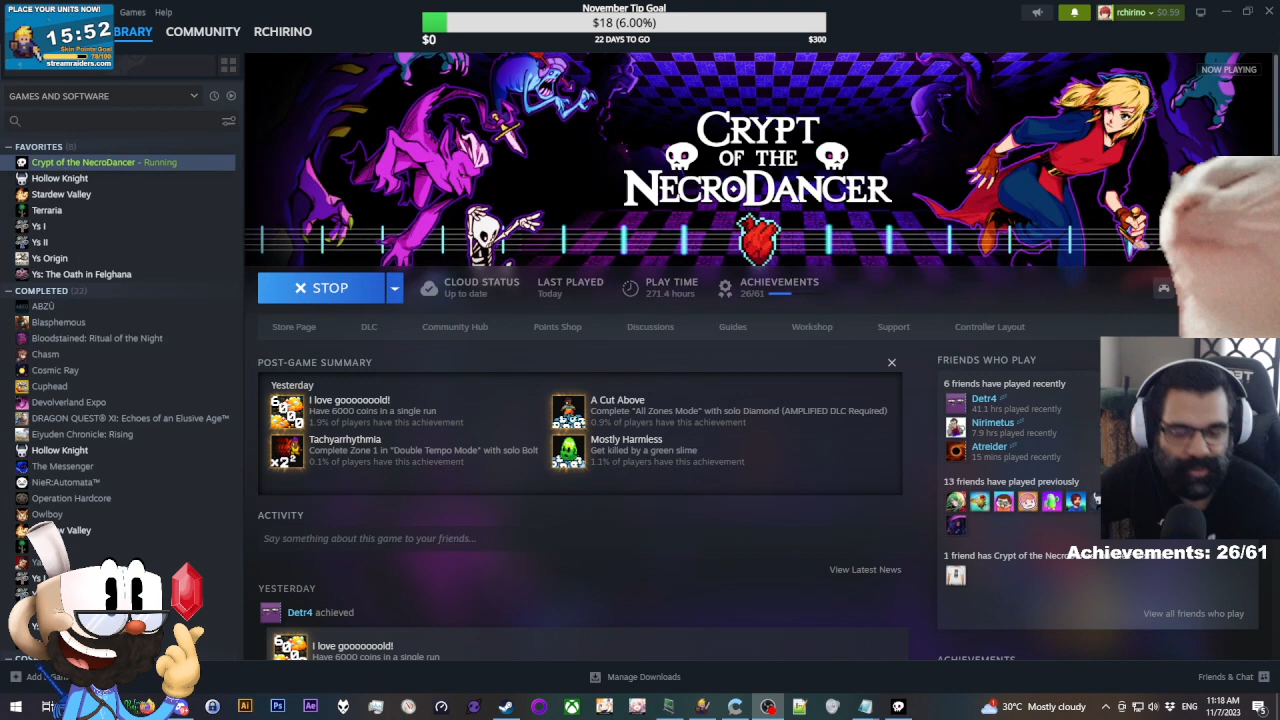 PLACE YOUR UNITS NOW!
15:52
Skin Points Goal
78/100
streamraiders.com
Games Help
BRARY COMMUNITY RCHIRINO
November Tip Goal
$18 (6.00%)
$0 22 DAYS TO GO $300
rchirino $0.59
GAMES AND SOFTWARE
FAVORITES (8)
Crypt of the NecroDancer - Running
Hollow Knight
Stardew Valley
Terraria
Ys I
Ys II
Ys Origin
Ys: The Oath in Felghana
COMPLETED (22)
ABZÛ
Blasphemous
Bloodstained: Ritual of the Night
Chasm
Cosmic Ray
Cuphead
Devolverland Expo
DRAGON QUEST® XI: Echoes of an Elusive Age™
Eiyuden Chronicle: Rising
Hollow Knight
The Messenger
NieR:Automata™
Operation Hardcore
Owlboy
w Valley
Add
NOW PLAYING
CRYPT
OF THE
NECRODANCER
STOP
CLOUD STATUS
Up to date
LAST PLAYED
Today
PLAY TIME
271.4 hours
ACHIEVEMENTS
26/61
Store Page DLC Community Hub Points Shop Discussions Guides Workshop Support Controller Layout
POST-GAME SUMMARY
Yesterday
I love gooooooold!
Have 6000 coins in a single run
1.9% of players have this achievement
A Cut Above
Complete "All Zones Mode" with solo Diamond (AMPLIFIED DLC Required)
0.9% of players have this achievement
Tachyarrhythmia
Complete Zone 1 in "Double Tempo Mode" with solo Bolt
0.1% of players have this achievement
Mostly Harmless
Get killed by a green slime
1.1% of players have this achievement
ACTIVITY
Say something about this game to your friends...
View Latest News
YESTERDAY
Detr4 achieved
I love gooooooold!
Have 6000 coins in a single run
FRIENDS WHO PLAY
6 friends have played recently
Detr4
41.1 hrs played recently
Nirimetus
7.9 hrs played recently
Atreider
15 mins played recently
13 friends have played previously
Achievements: 26/61
1 friend has Crypt of the Necro
View all friends who play
ACHIEVEMENTS
Manage Downloads
Friends & Chat
30°C Mostly cloudy
11:18 AM
11/7/2023